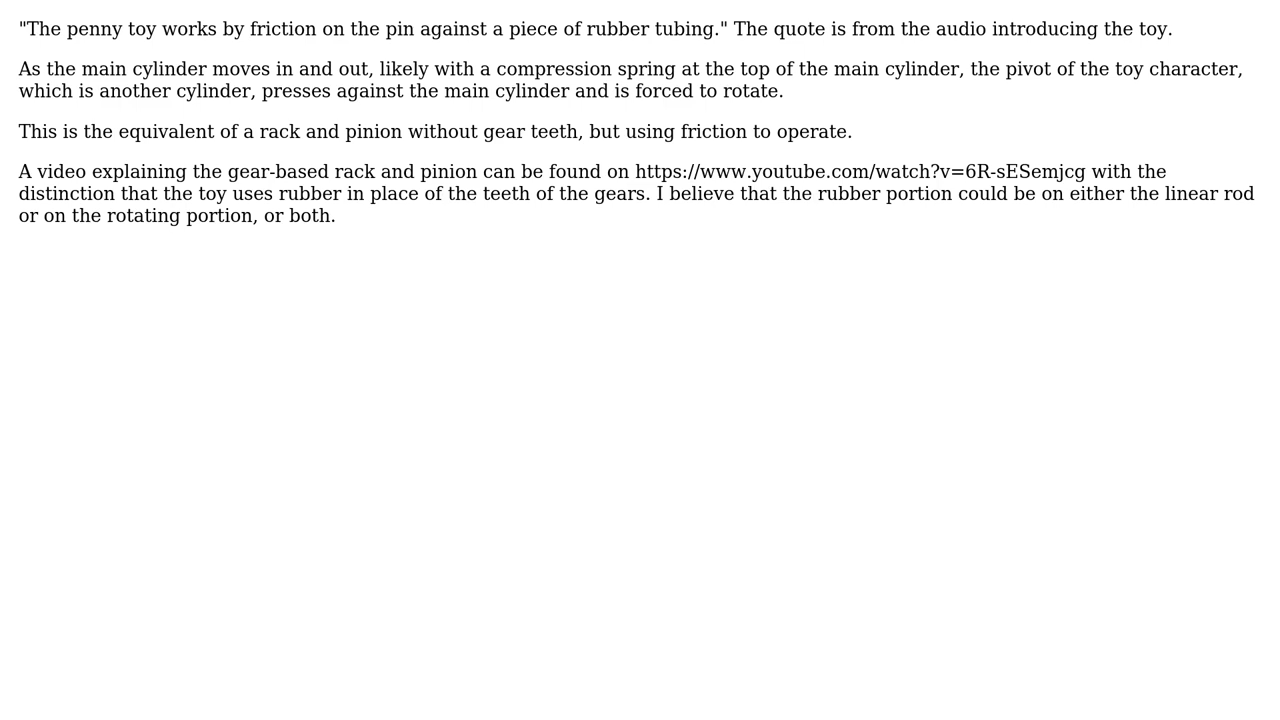 "The penny toy works by friction on the pin against a piece of rubber tubing." The quote is from the audio introducing the toy.
As the main cylinder moves in and out, likely with a compression spring at the top of the main cylinder, the pivot of the toy character,
which is another cylinder, presses against the main cylinder and is forced to rotate.
This is the equivalent of a rack and pinion without gear teeth, but using friction to operate.
A video explaining the gear-based rack and pinion can be found on https://www.youtube.com/watch?v=6R-sESemjcg with the
distinction that the toy uses rubber in place of the teeth of the gears. I believe that the rubber portion could be on either the linear rod
or on the rotating portion, or both.